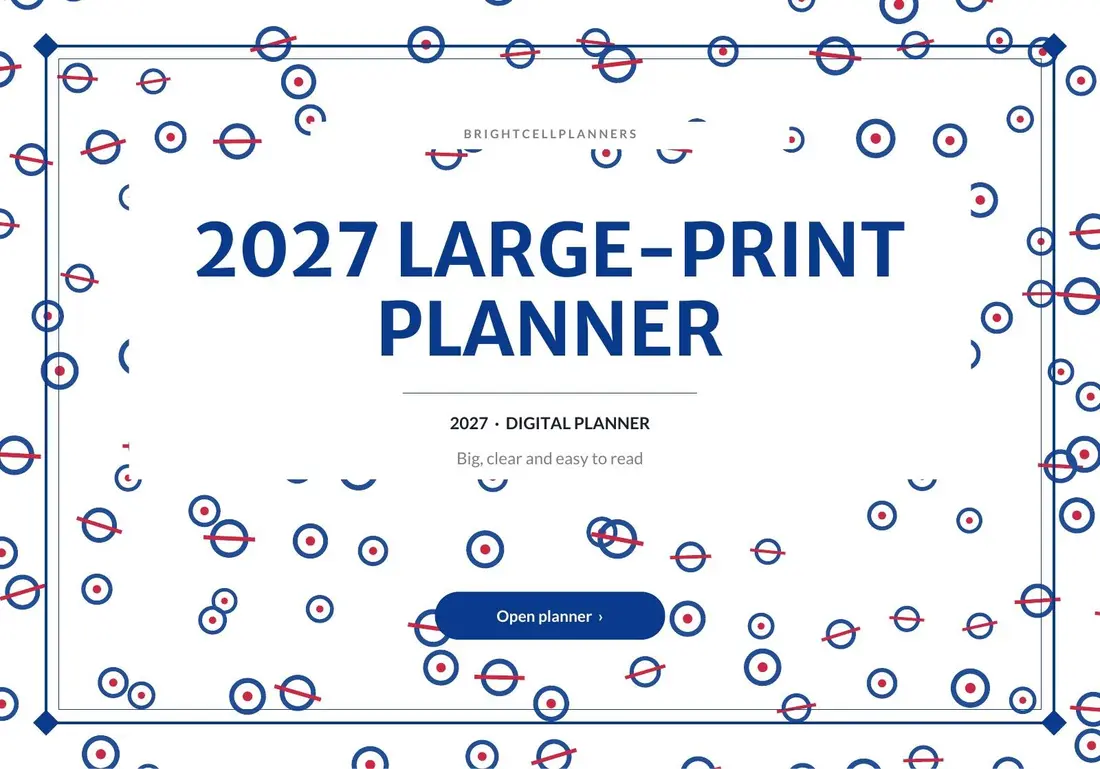 BRIGHTCELLPLANNERS
2027 LARGE-PRINT
PLANNER
2027 · DIGITAL PLANNER
Big, clear and easy to read
Open planner ›